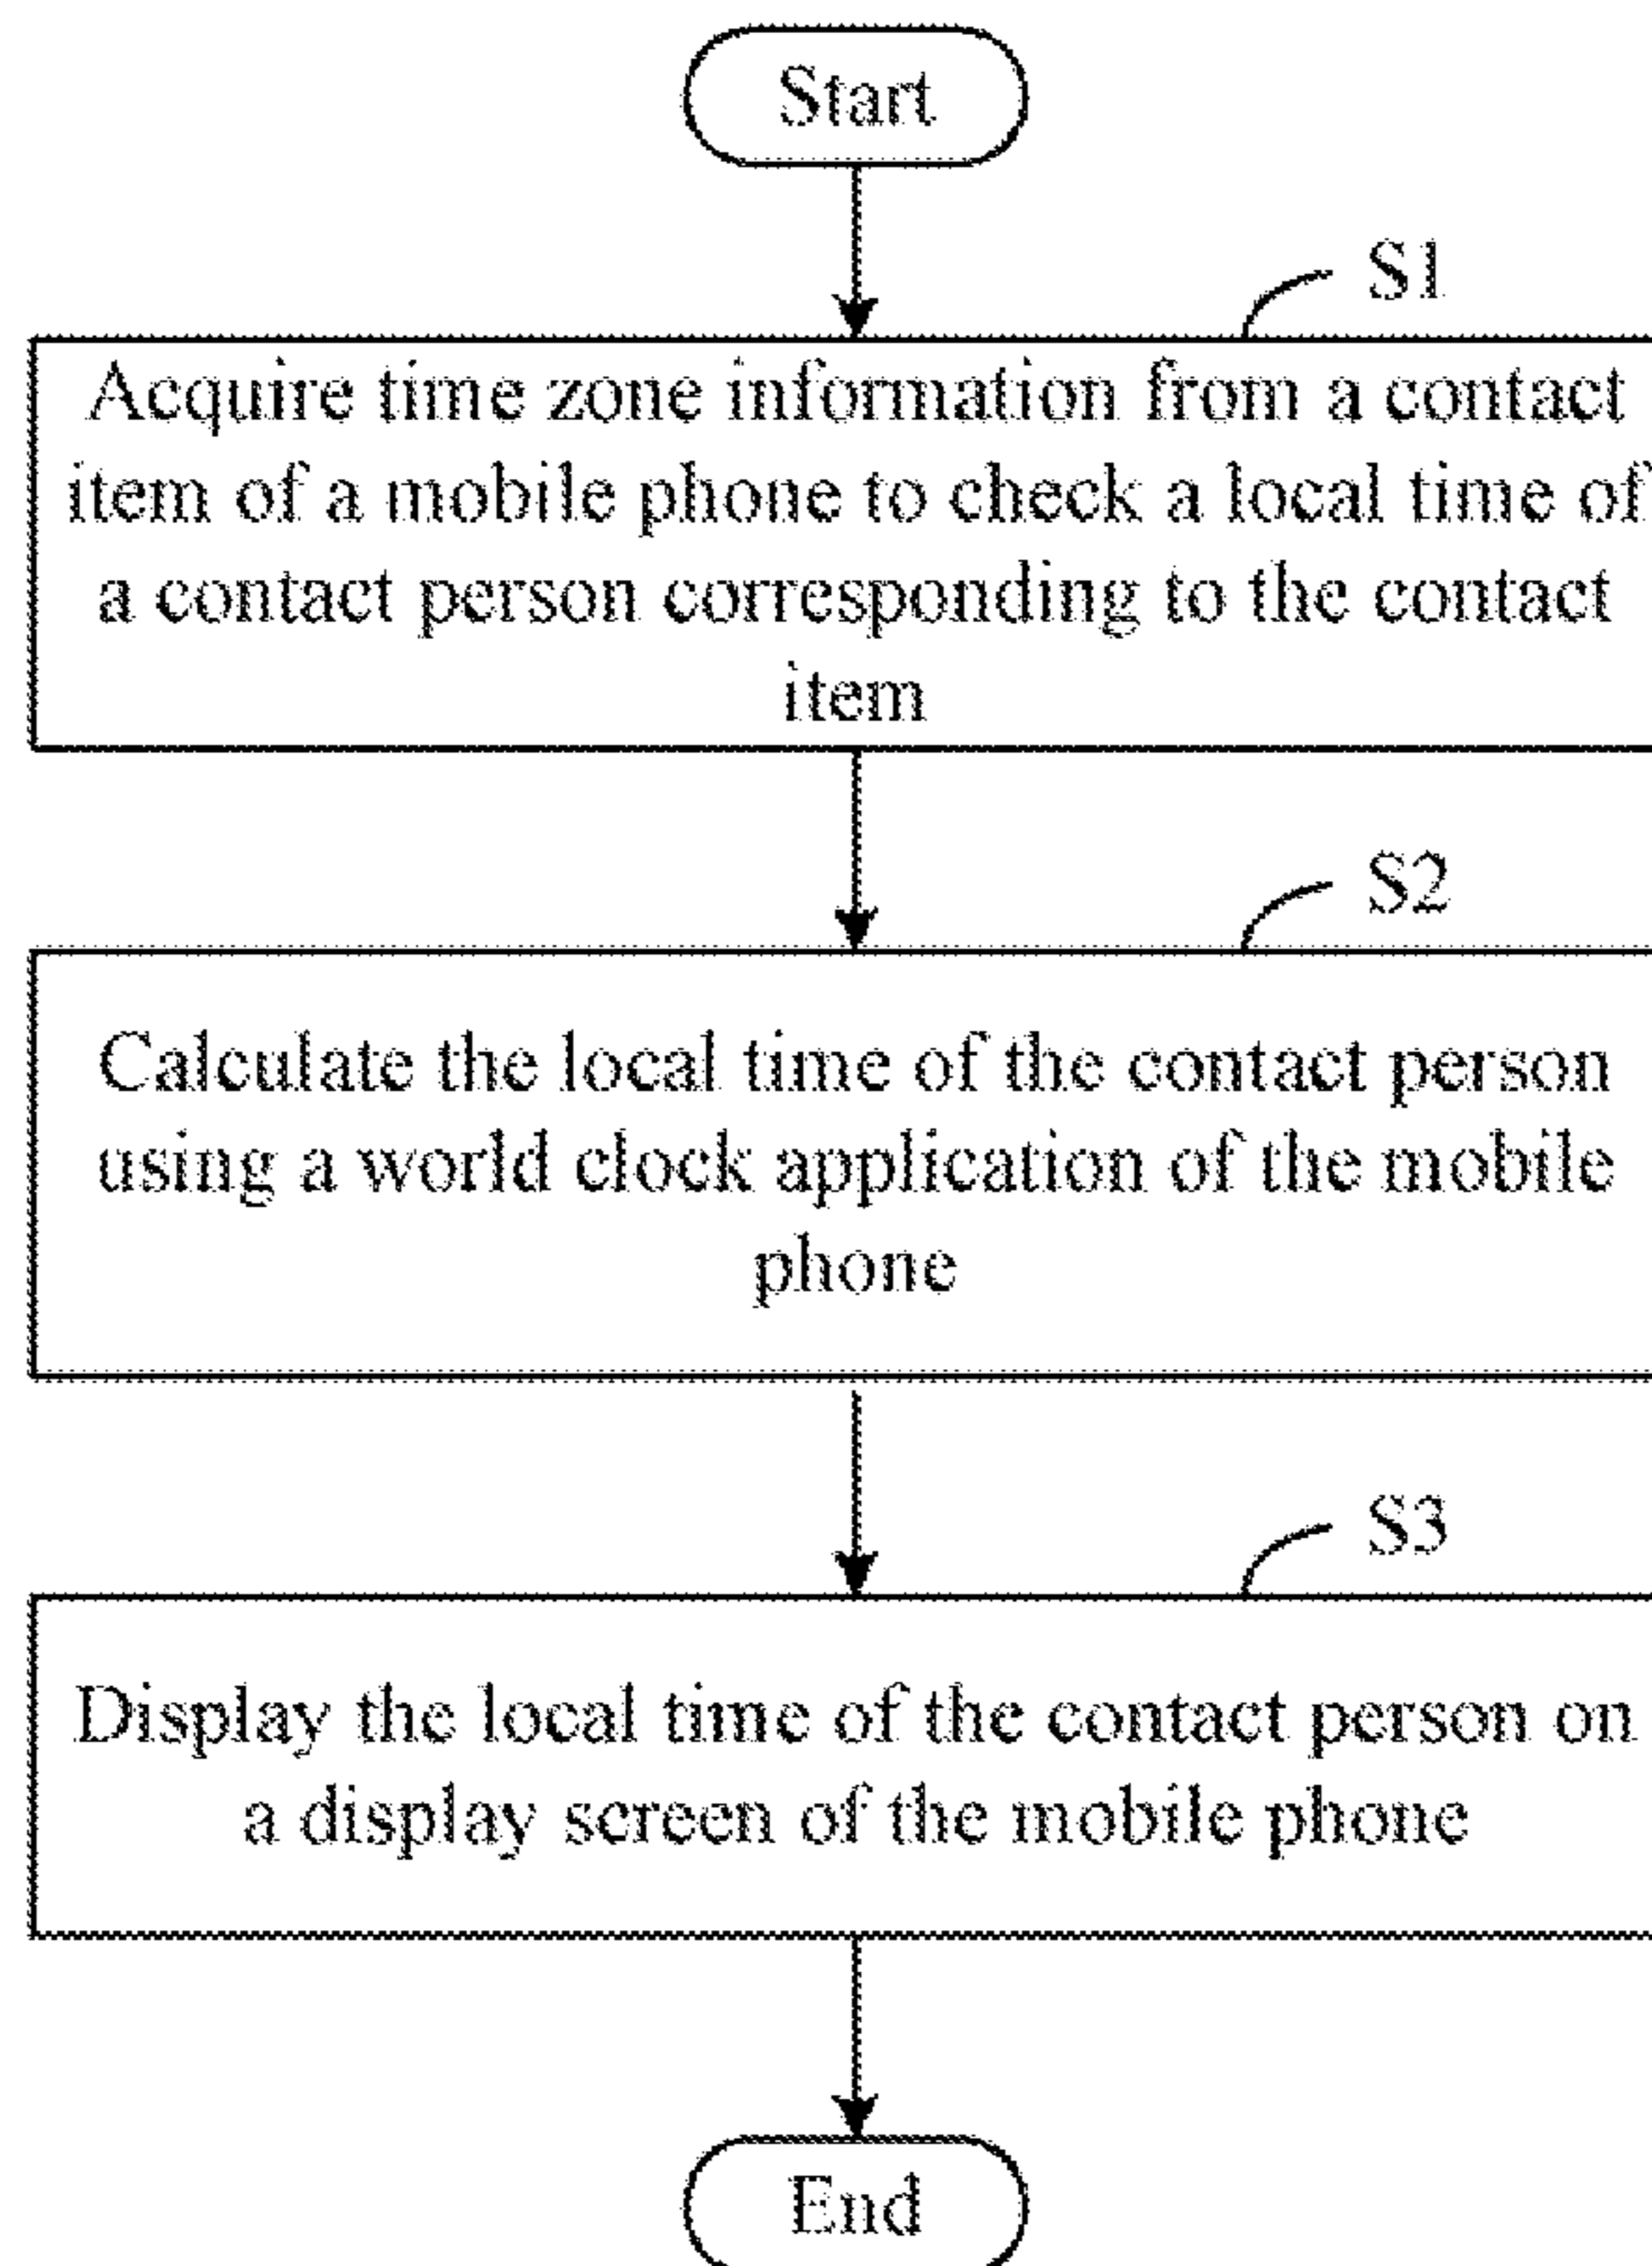 Start
S1
Acquire time zone information from a contact
item of a mobile phone to check a local time of
a contact person corresponding to the contact
item
S2
Calculate the local time of the contact person
using a world clock application of the mobile
phone
S3
Display the local time of the contact person on
a display screen of the mobile phone
End